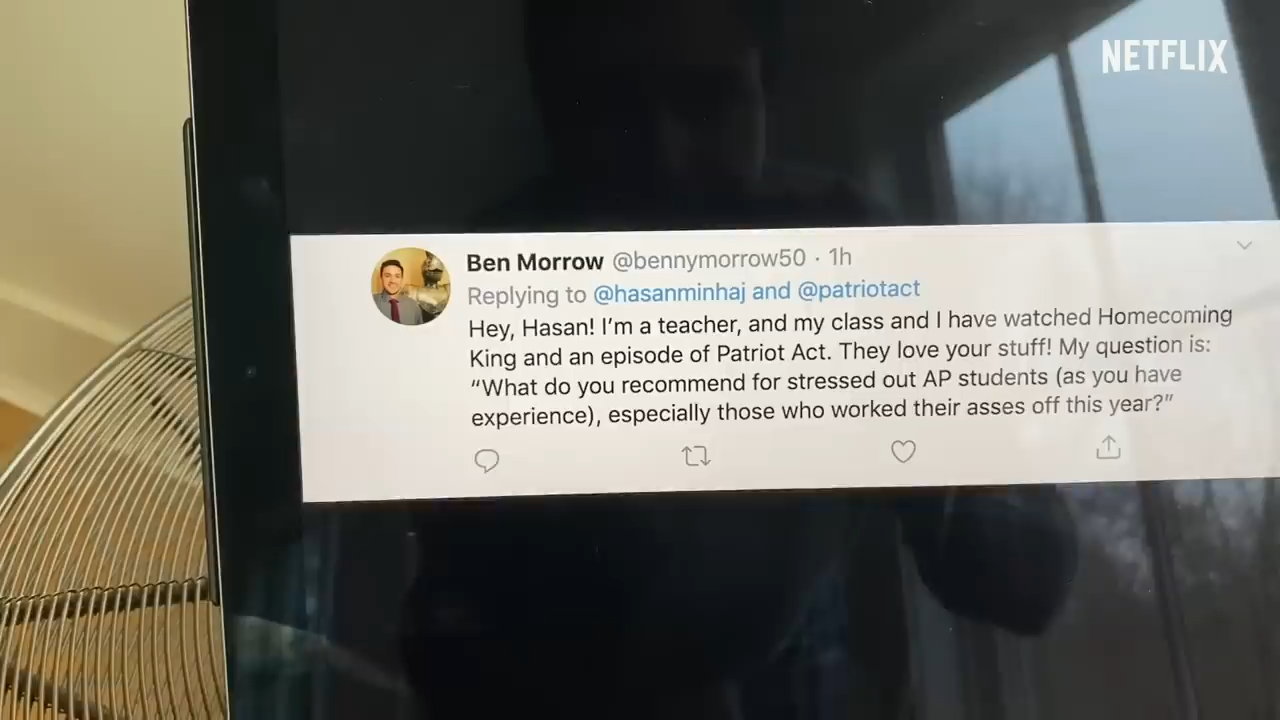 NETFLIX
Ben Morrow @bennymorrow50 · 1h
Replying to @hasanminhaj and @patriotact
Hey, Hasan! I’m a teacher, and my class and I have watched Homecoming
King and an episode of Patriot Act. They love your stuff! My question is:
“What do you recommend for stressed out AP students (as you have
experience), especially those who worked their asses off this year?”